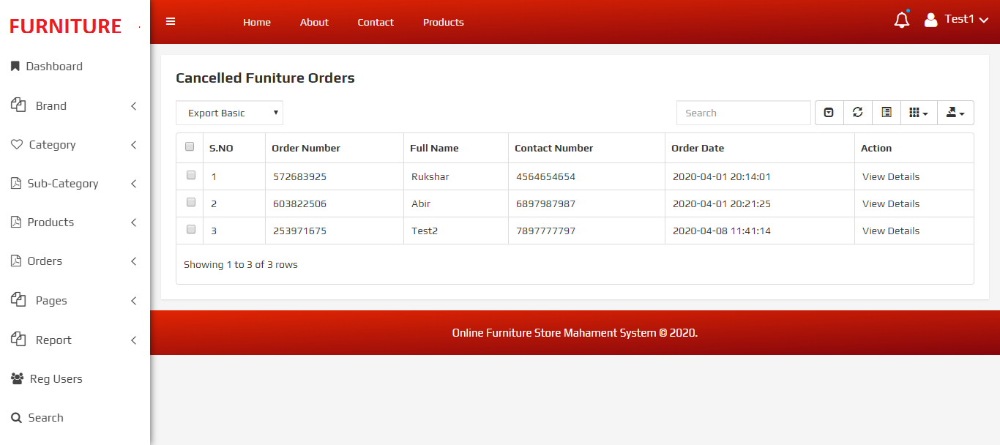 FURNITURE
Home About Contact Products Test1
Dashboard
Brand
Category
Sub-Category
Products
Orders
Pages
Report
Reg Users
Search
Cancelled Funiture Orders
Export Basic Search
S.NO Order Number Full Name Contact Number Order Date Action
1 572683925 Rukshar 4564654654 2020-04-01 20:14:01 View Details
2 603822506 Abir 6897987987 2020-04-01 20:21:25 View Details
3 253971675 Test2 7897777797 2020-04-08 11:41:14 View Details
Showing 1 to 3 of 3 rows
Online Furniture Store Mahament System © 2020.